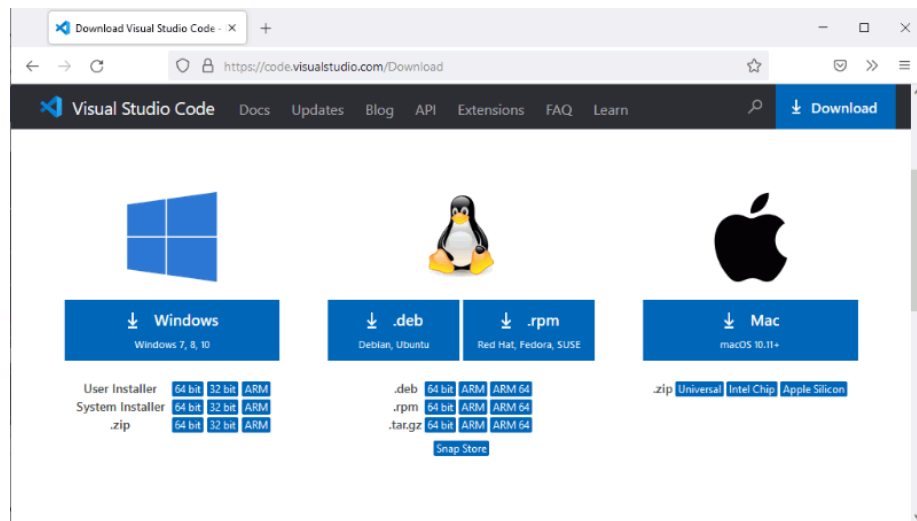 Download Visual Studio Code -
https://code.visualstudio.com/Download
Visual Studio Code Docs Updates Blog API Extensions FAQ Learn Download
Windows
Windows 7, 8, 10
.deb
Debian, Ubuntu
.rpm
Red Hat, Fedora, SUSE
Mac
macOS 10.11+
User Installer 64 bit 32 bit ARM
System Installer 64 bit 32 bit ARM
.zip 64 bit 32 bit ARM
.deb 64 bit ARM ARM 64
.rpm 64 bit ARM ARM 64
.tar.gz 64 bit ARM ARM 64
Snap Store
.zip Universal Intel Chip Apple Silicon